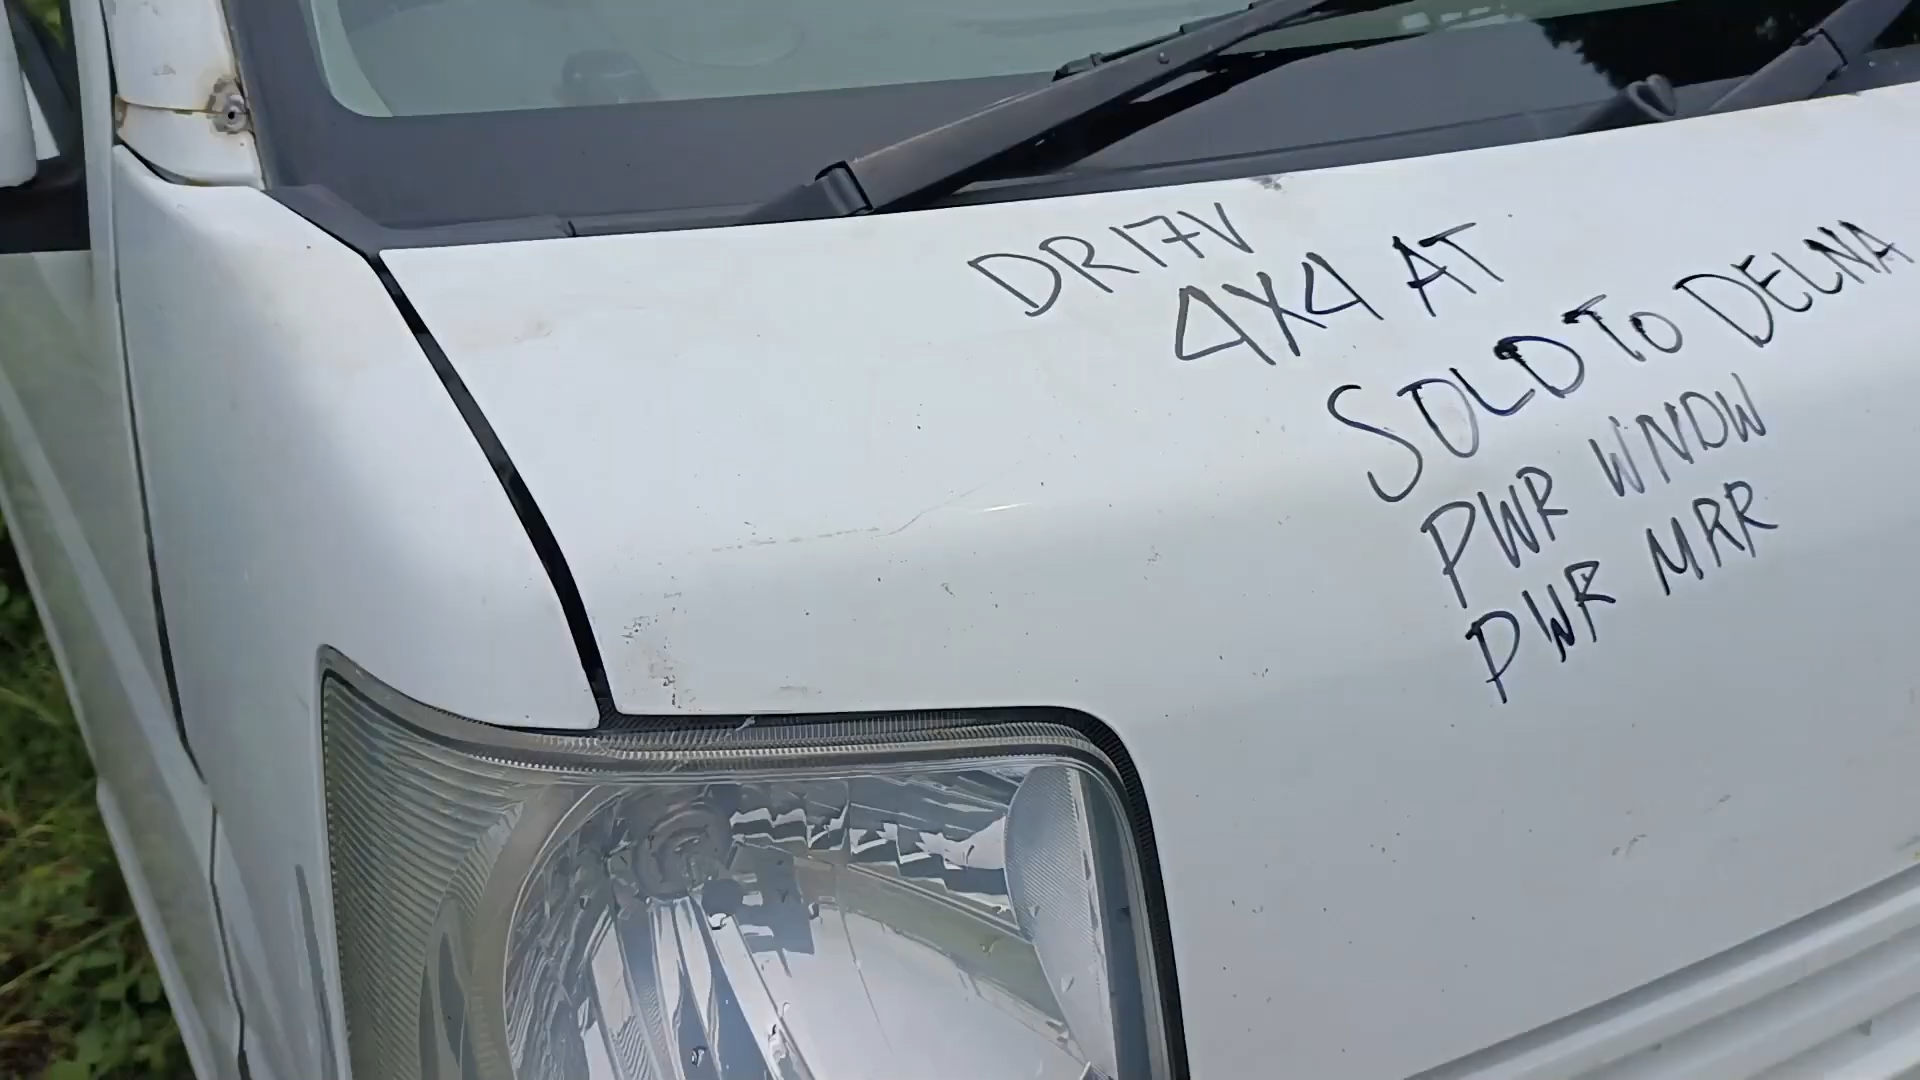 DR17V
4X4 AT
SOLD TO DELNA
PWR WNDW
PWR MRR